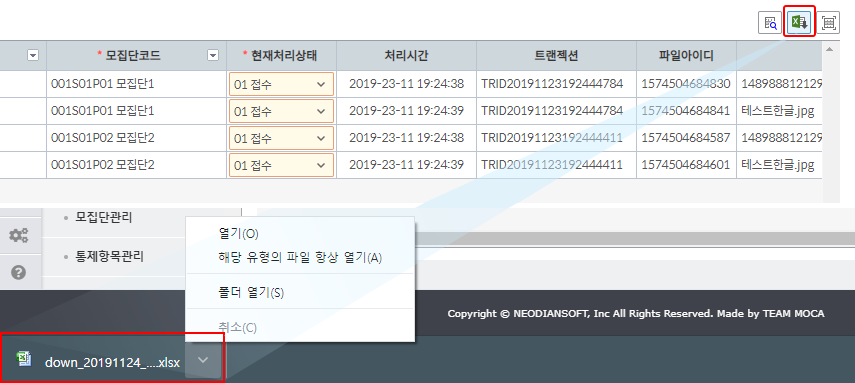 * 모집단코드 * 현재처리상태 처리시간 트랜젝션 파일아이디
001S01P01 모집단1 01 접수 2019-23-11 19:24:38 TRID20191123192444784 1574504684830 148988812129
001S01P01 모집단1 01 접수 2019-23-11 19:24:39 TRID20191123192444784 1574504684841 테스트한글.jpg
001S01P02 모집단2 01 접수 2019-23-11 19:24:38 TRID20191123192444411 1574504684587 148988812129
001S01P02 모집단2 01 접수 2019-23-11 19:24:39 TRID20191123192444411 1574504684601 테스트한글.jpg
모집단관리
통제항목관리
열기(O)
해당 유형의 파일 항상 열기(A)
폴더 열기(S)
취소(C)
Copyright © NEODIANSOFT, Inc All Rights Reserved. Made by TEAM MOCA
down_20191124_....xlsx